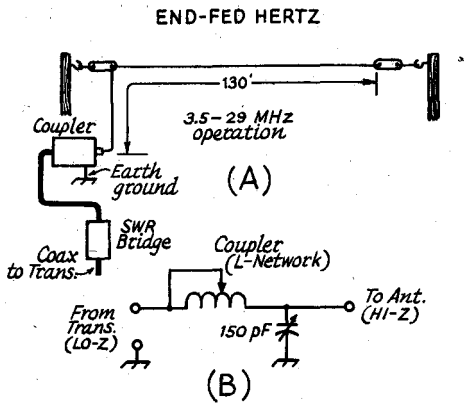 END-FED HERTZ
130'
Coupler
3.5-29 MHz
operation
(A)
Earth
ground
SWR
Bridge
Coax
to Trans.
Coupler
(L-Network)
From
Trans.
(LO-Z)
150 pF
To Ant.
(HI-Z)
(B)